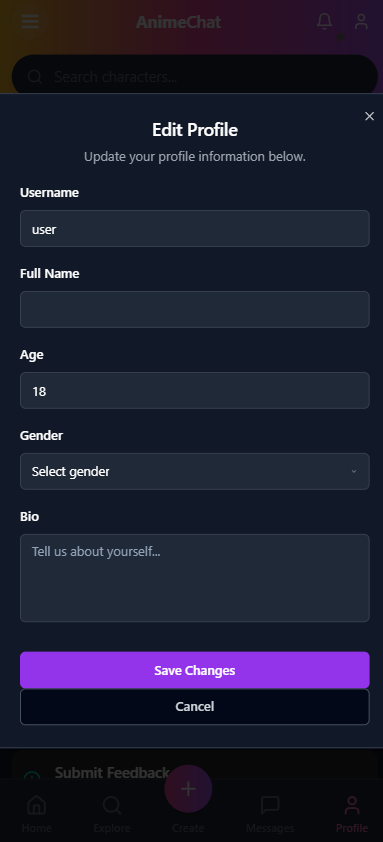 AnimeChat
Search characters...
Edit Profile
Update your profile information below.
Username
user
Full Name
Age
18
Gender
Select gender
Bio
Tell us about yourself...
Save Changes
Cancel
Submit Feedback
Home
Explore
Create
Messages
Profile